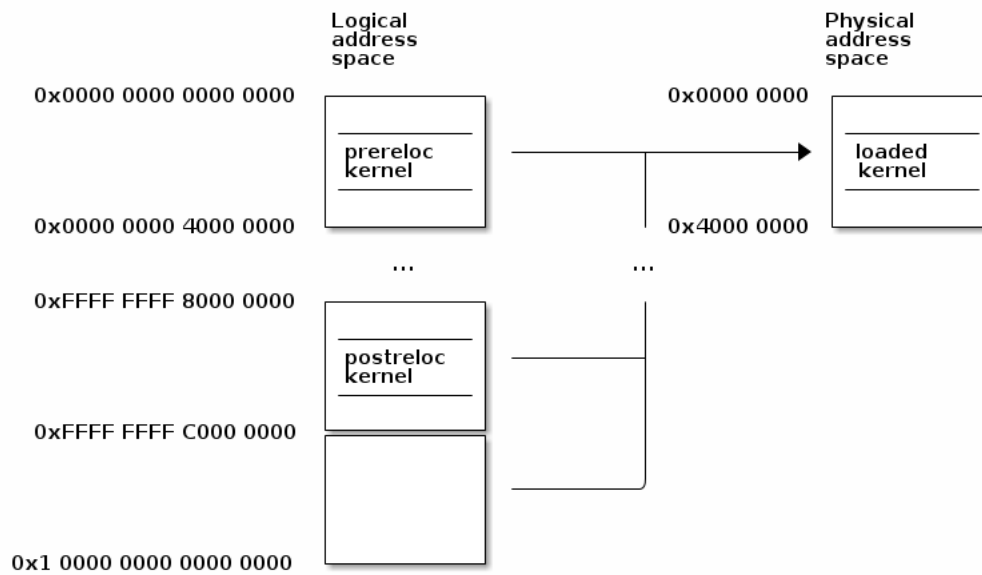 Logical
address
space
Physical
address
space
0x0000 0000 0000 0000
0x0000 0000
prereloc
kernel
loaded
kernel
0x0000 0000 4000 0000
0x4000 0000
...
...
0xFFFF FFFF 8000 0000
postreloc
kernel
0xFFFF FFFF C000 0000
0x1 0000 0000 0000 0000